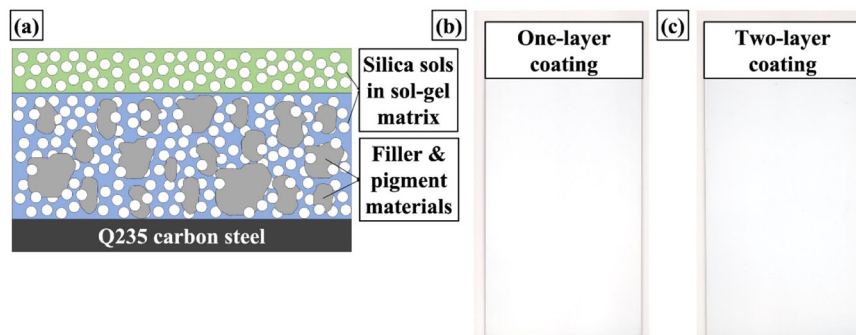 (a)
Silica sols
in sol-gel
matrix
Filler &
pigment
materials
Q235 carbon steel
(b)
One-layer
coating
(c)
Two-layer
coating